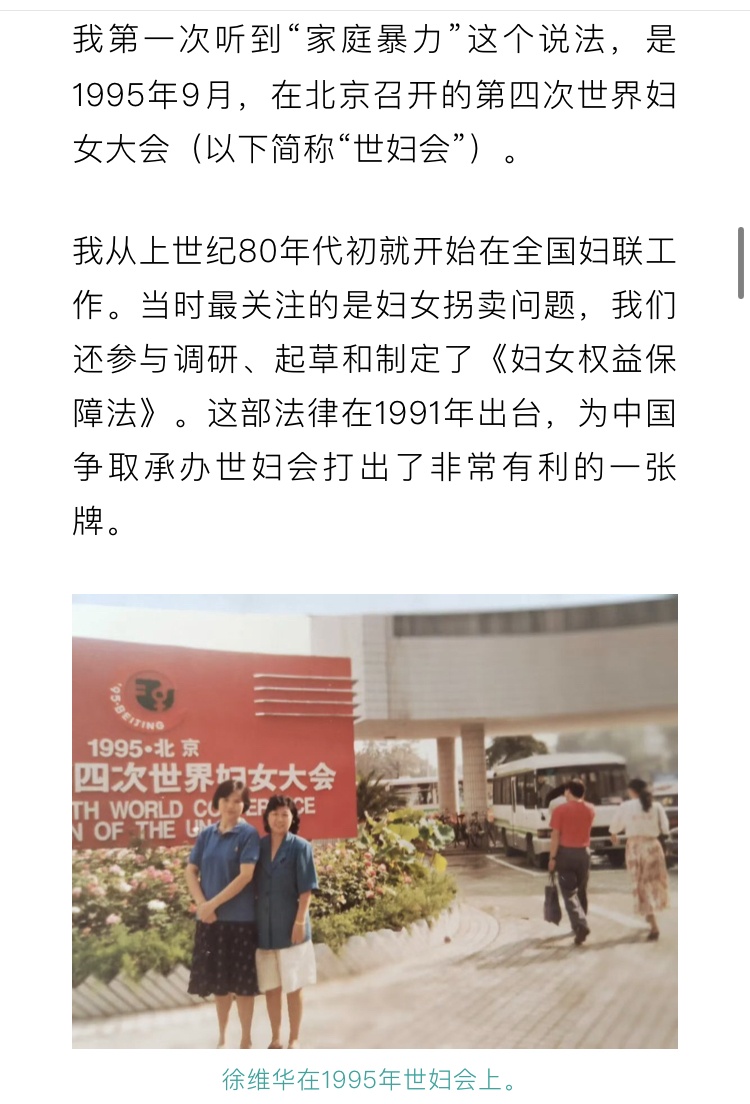 我第一次听到“家庭暴力”这个说法，是
1995年9月，在北京召开的第四次世界妇
女大会（以下简称“世妇会”）。
我从上世纪80年代初就开始在全国妇联工
作。当时最关注的是妇女拐卖问题，我们
还参与调研、起草和制定了《妇女权益保
障法》。这部法律在1991年出台，为中国
争取承办世妇会打出了非常有利的一张
牌。
'95·BEIJING
1995·北京
四次世界妇女大会
TH WORLD CO ERENCE
N OF THE UN
徐维华在1995年世妇会上。